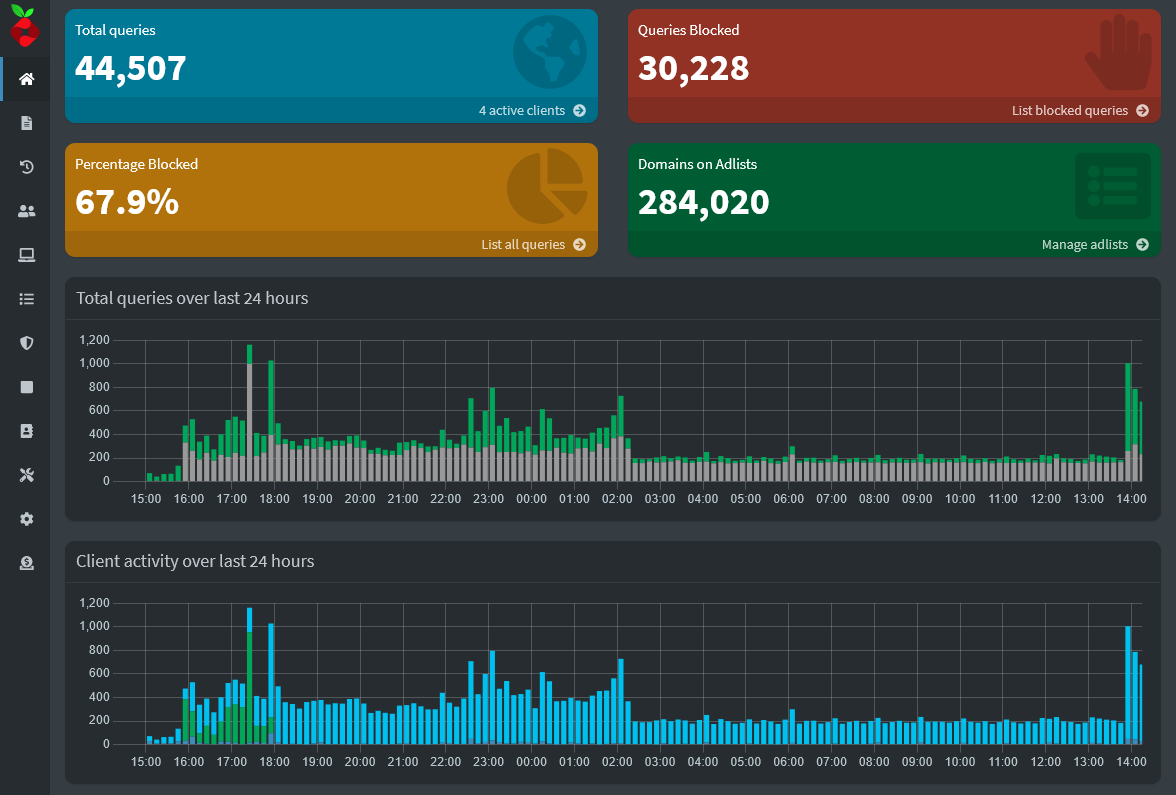 Total queries
44,507
4 active clients
Queries Blocked
30,228
List blocked queries
Percentage Blocked
67.9%
List all queries
Domains on Adlists
284,020
Manage adlists
Total queries over last 24 hours
1,200
1,000
800
600
400
200
0
15:00 16:00 17:00 18:00 19:00 20:00 21:00 22:00 23:00 00:00 01:00 02:00 03:00 04:00 05:00 06:00 07:00 08:00 09:00 10:00 11:00 12:00 13:00 14:00
Client activity over last 24 hours
1,200
1,000
800
600
400
200
0
15:00 16:00 17:00 18:00 19:00 20:00 21:00 22:00 23:00 00:00 01:00 02:00 03:00 04:00 05:00 06:00 07:00 08:00 09:00 10:00 11:00 12:00 13:00 14:00